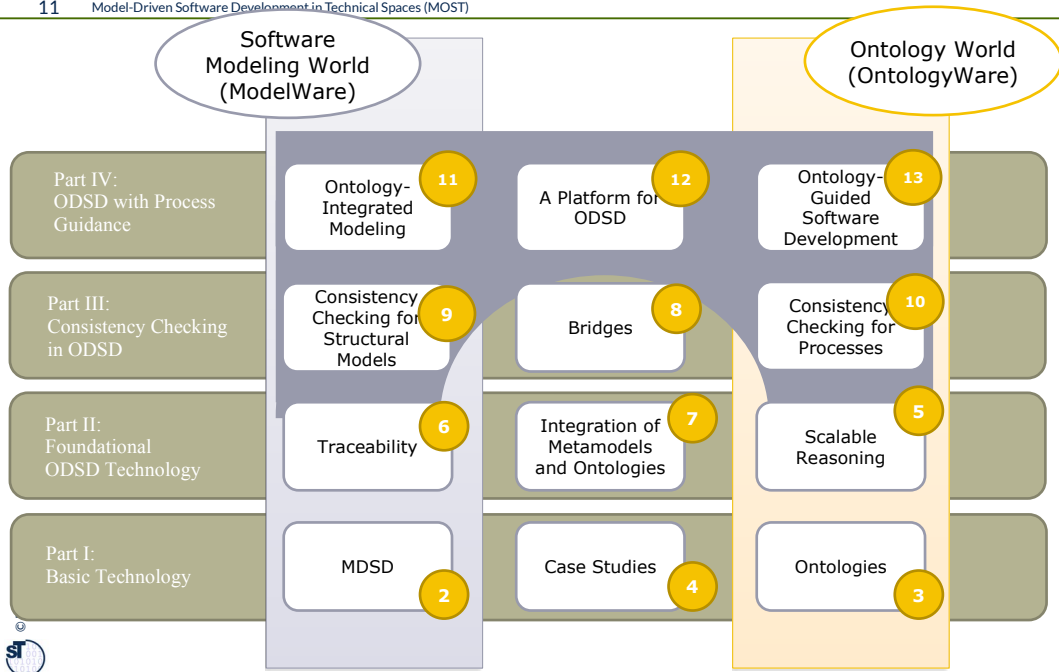 11 Model-Driven Software Development in Technical Spaces (MOST)
Software
Modeling World
(ModelWare)
Ontology World
(OntologyWare)
Part IV:
ODSD with Process
Guidance
Ontology-
Integrated
Modeling
11
A Platform for
ODSD
12
Ontology-
Guided
Software
Development
13
Part III:
Consistency Checking
in ODSD
Consistency
Checking for
Structural
Models
9
Bridges
8
Consistency
Checking for
Processes
10
Part II:
Foundational
ODSD Technology
Traceability
6
Integration of
Metamodels
and Ontologies
7
Scalable
Reasoning
5
Part I:
Basic Technology
MDSD
2
Case Studies
4
Ontologies
3
©
ST